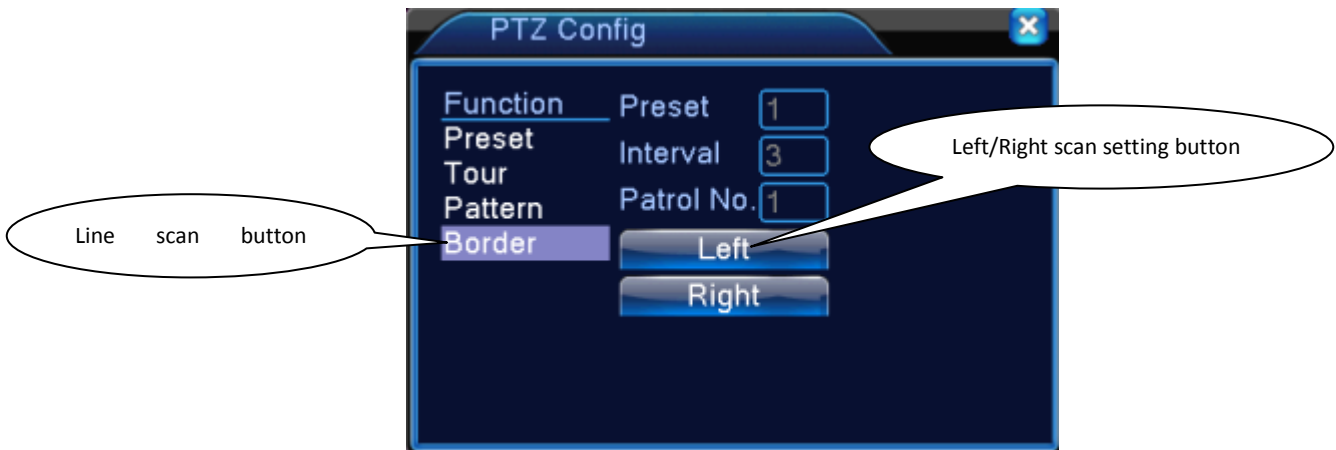 PTZ Config
Function
Preset
Tour
Pattern
Border
Preset 1
Interval 3
Patrol No. 1
Left
Right
Line scan button
Left/Right scan setting button